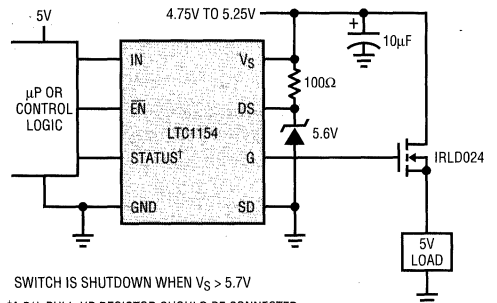 5V
4.75V TO 5.25V
+
10µF
µP OR
CONTROL
LOGIC
IN
EN
STATUS†
GND
LTC1154
VS
DS
G
SD
100Ω
5.6V
IRLD024
5V
LOAD
SWITCH IS SHUTDOWN WHEN VS > 5.7V